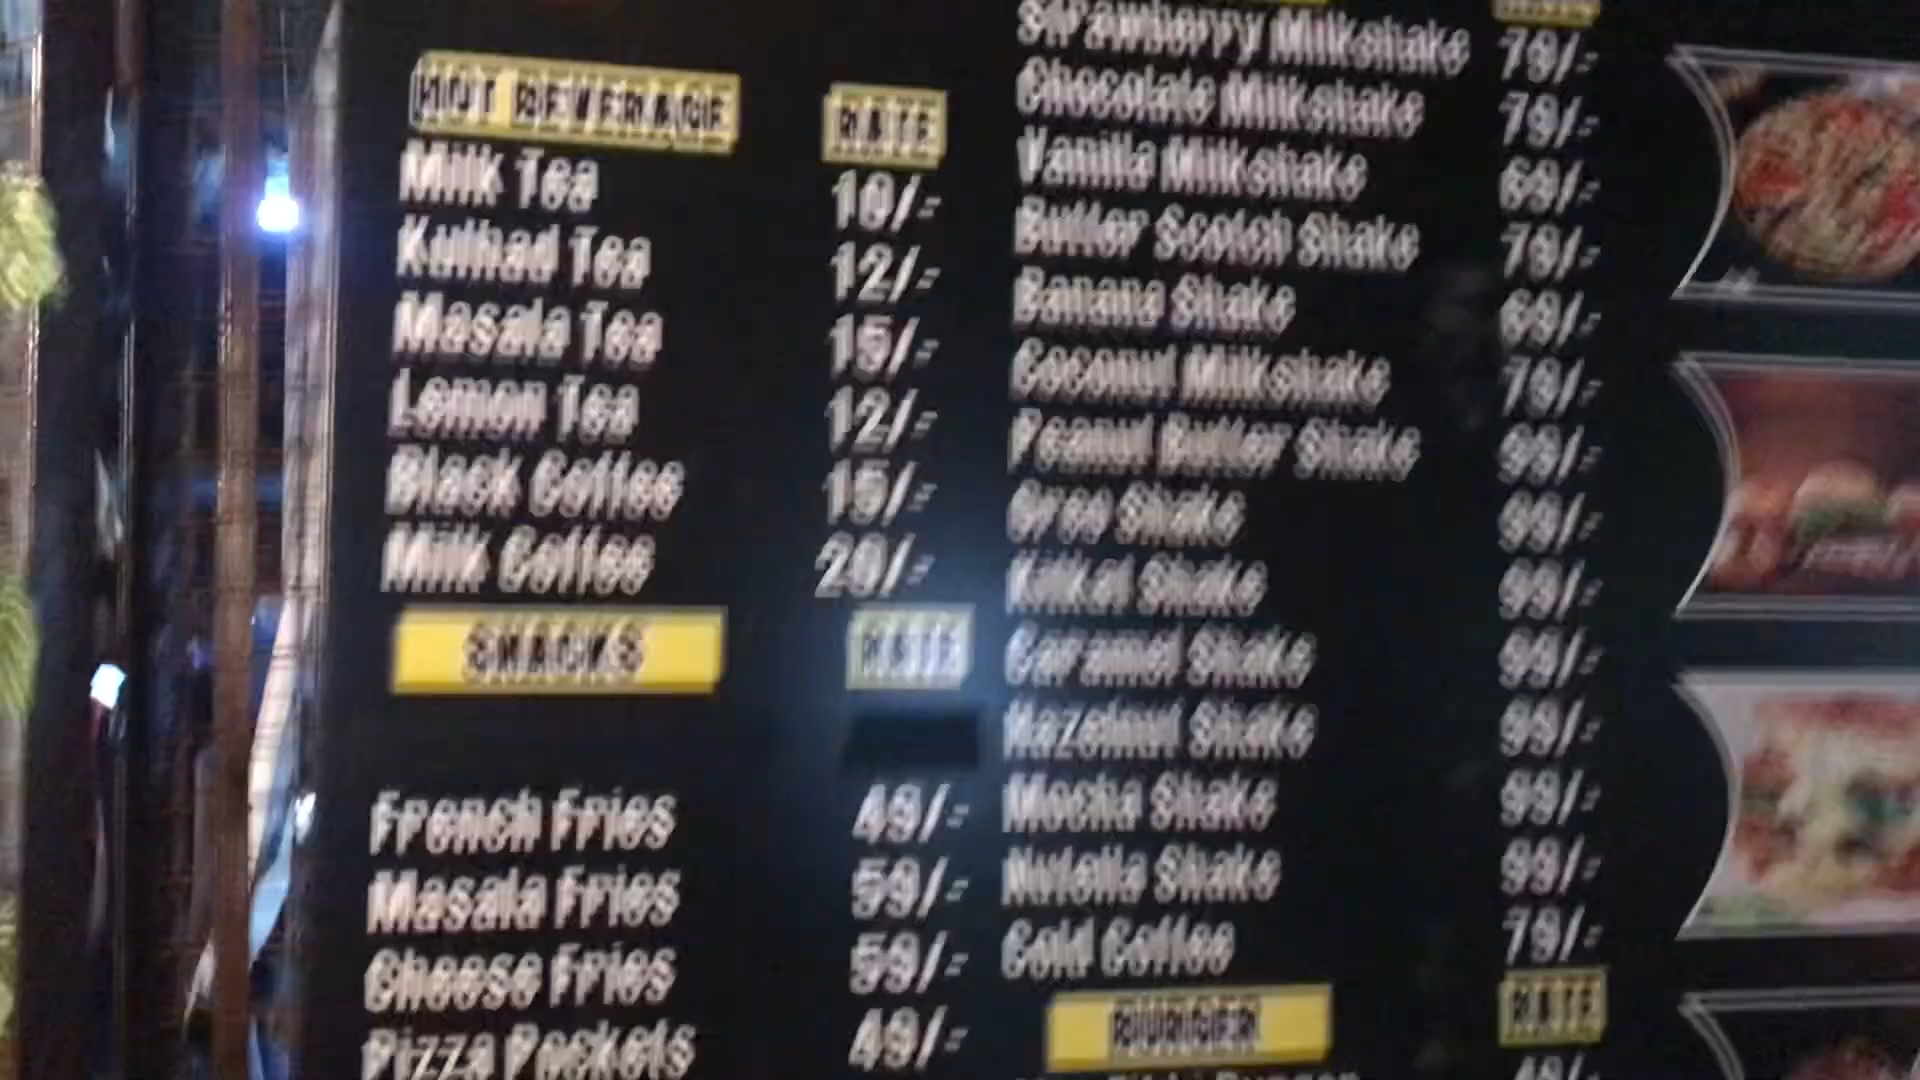 HOT BEVERAGE RATE
Milk Tea 10/-
Kulhad Tea 12/-
Masala Tea 15/-
Lemon Tea 12/-
Black Coffee 15/-
Milk Coffee 20/-
SNACKS RATE
French Fries 49/-
Masala Fries 59/-
Cheese Fries 59/-
Pizza Pockets 49/-
Strawberry Milkshake 79/-
Chocolate Milkshake 79/-
Vanilla Milkshake 69/-
Butter Scotch Shake 79/-
Banana Shake 69/-
Coconut Milkshake 79/-
Peanut Butter Shake 99/-
Oreo Shake 99/-
Kitkat Shake 99/-
Caramel Shake 99/-
Hazelnut Shake 99/-
Mocha Shake 99/-
Nutella Shake 99/-
Cold Coffee 79/-
BURGER RATE